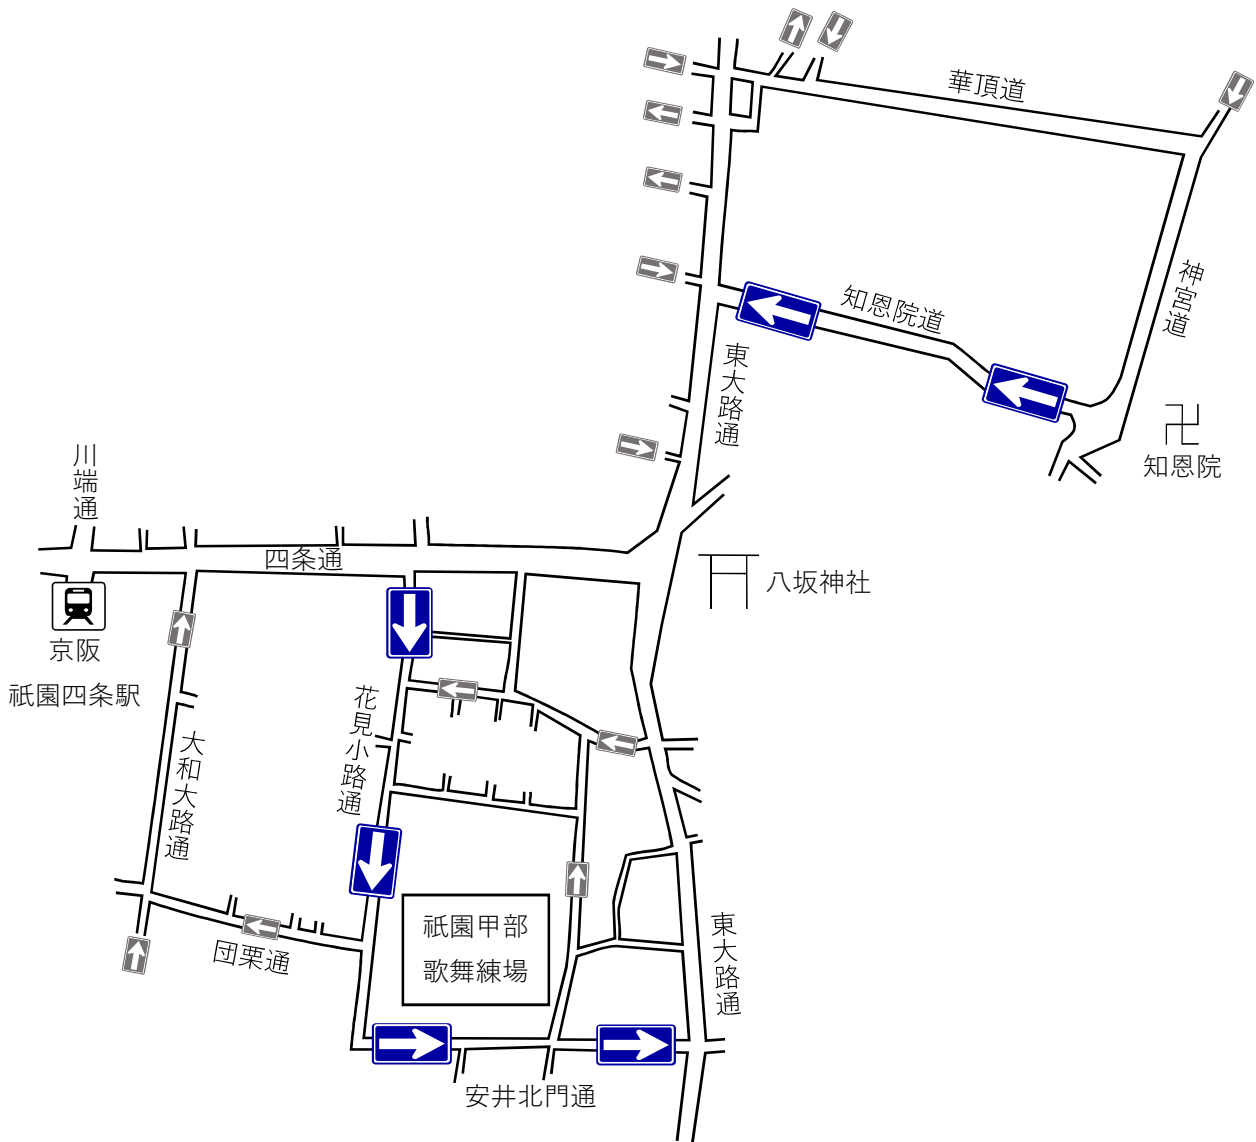 華頂道
神宮道
知恩院道
東大路通
卍
知恩院
川端通
四条通
八坂神社
京阪
祇園四条駅
花見小路通
大和大路通
祇園甲部
歌舞練場
東大路通
団栗通
安井北門通